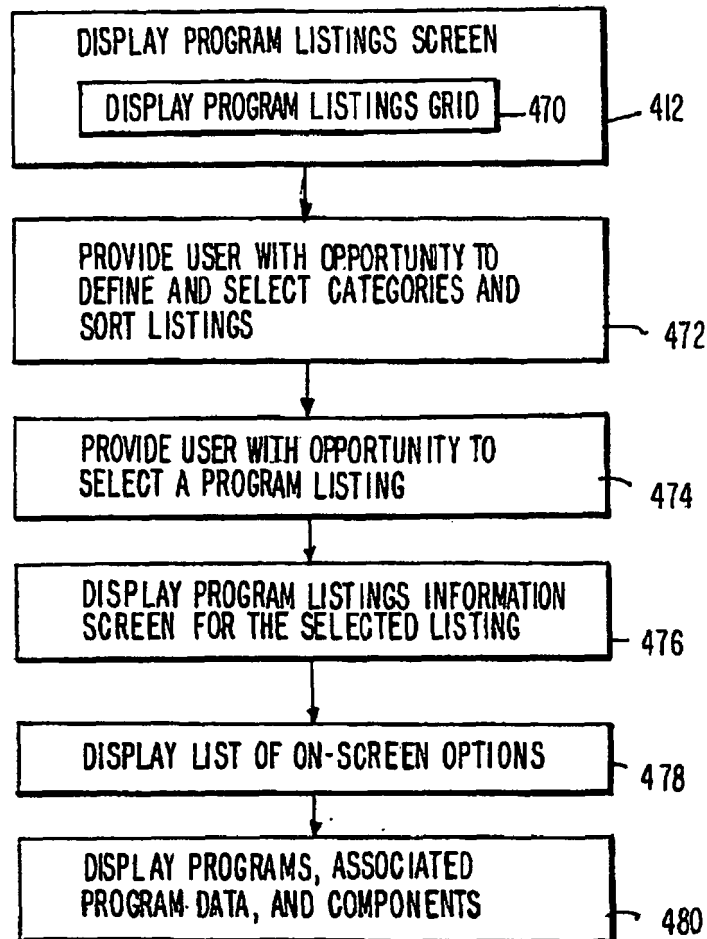 DISPLAY PROGRAM LISTINGS SCREEN
DISPLAY PROGRAM LISTINGS GRID
470
412
PROVIDE USER WITH OPPORTUNITY TO
DEFINE AND SELECT CATEGORIES AND
SORT LISTINGS
472
PROVIDE USER WITH OPPORTUNITY TO
SELECT A PROGRAM LISTING
474
DISPLAY PROGRAM LISTINGS INFORMATION
SCREEN FOR THE SELECTED LISTING
476
DISPLAY LIST OF ON-SCREEN OPTIONS
478
DISPLAY PROGRAMS, ASSOCIATED
PROGRAM DATA, AND COMPONENTS
480